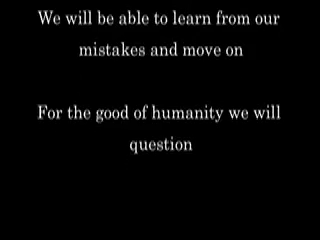 We will be able to learn from our
mistakes and move on
For the good of humanity we will
question